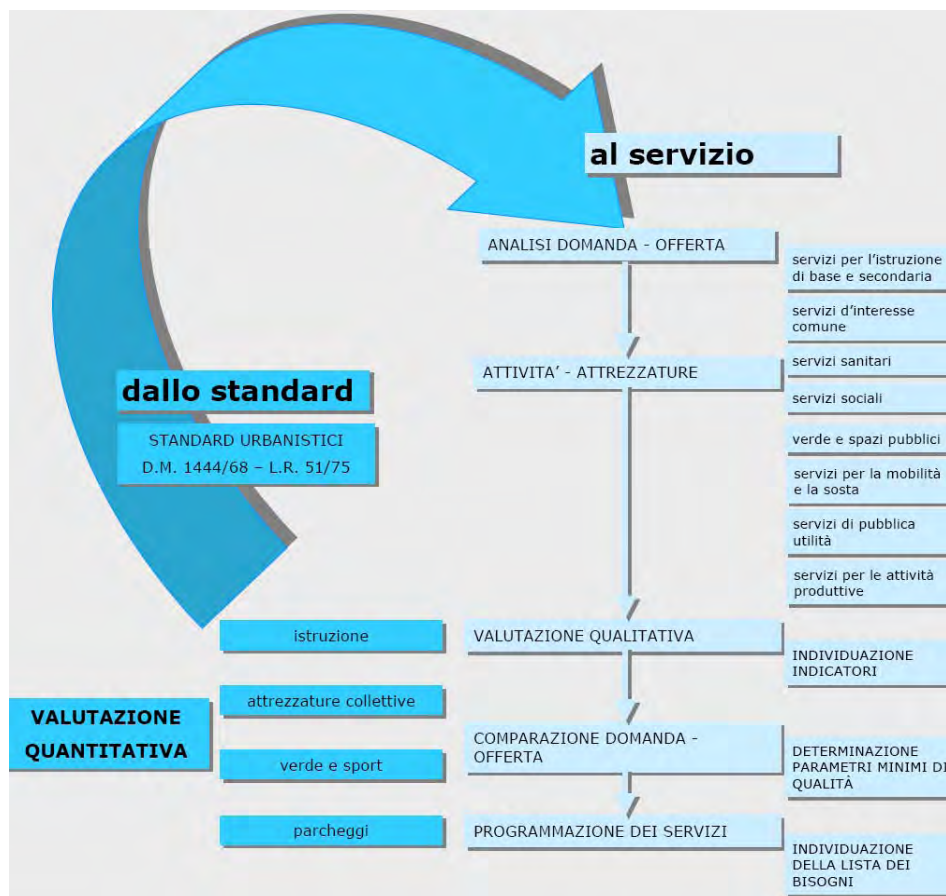 al servizio
ANALISI DOMANDA - OFFERTA
servizi per l'istruzione
di base e secondaria
servizi d'interesse
comune
ATTIVITA' - ATTREZZATURE
servizi sanitari
servizi sociali
verde e spazi pubblici
servizi per la mobilità
e la sosta
servizi di pubblica
utilità
servizi per le attività
produttive
dallo standard
STANDARD URBANISTICI
D.M. 1444/68 – L.R. 51/75
VALUTAZIONE
QUANTITATIVA
istruzione
attrezzature collettive
verde e sport
parcheggi
VALUTAZIONE QUALITATIVA
INDIVIDUAZIONE
INDICATORI
COMPARAZIONE DOMANDA -
OFFERTA
DETERMINAZIONE
PARAMETRI MINIMI DI
QUALITÀ
PROGRAMMAZIONE DEI SERVIZI
INDIVIDUAZIONE
DELLA LISTA DEI
BISOGNI